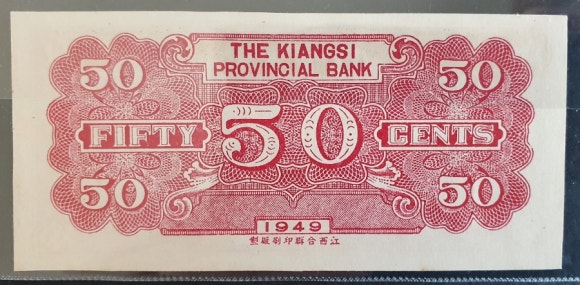 THE KIANGSI
PROVINCIAL BANK
50 50
FIFTY 50 CENTS
50 50
1949
江西合群印刷廠製